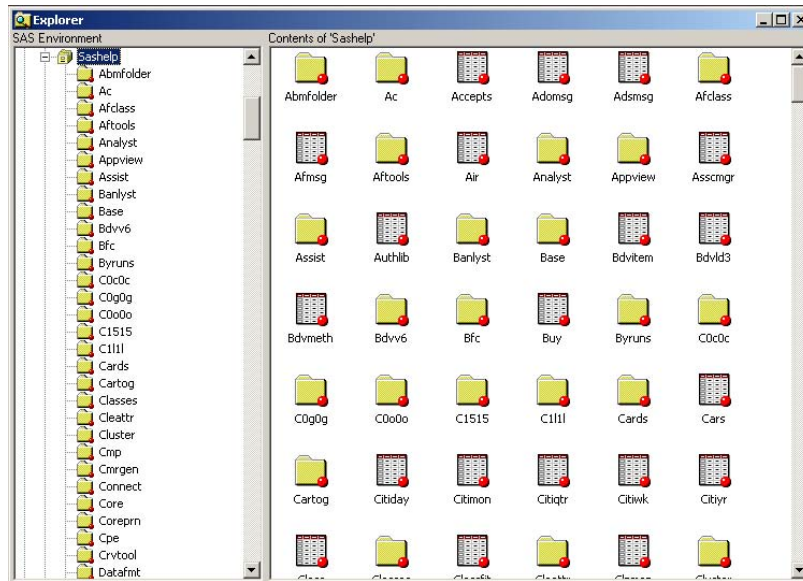 Explorer
SAS Environment
Contents of 'Sashelp'
Sashelp
Abmfolder
Ac
Afclass
Aftools
Analyst
Appview
Assist
Banlyst
Base
Bdvv6
Bfc
Byruns
C0c0c
C0g0g
C0o0o
C1515
C1l1l
Cards
Cartog
Classes
Cleattr
Cluster
Cmp
Cmrgen
Connect
Core
Coreprn
Cpe
Crvtool
Datafmt
Abmfolder Ac Accepts Adomsg Adsmsg Afclass
Afmsg Aftools Air Analyst Appview Asscmgr
Assist Authlib Banlyst Base Bdvitem Bdvld3
Bdvmeth Bdvv6 Bfc Buy Byruns C0c0c
C0g0g C0o0o C1515 C1l1l Cards Cars
Cartog Citiday Citimon Citiqtr Citiwk Citiyr